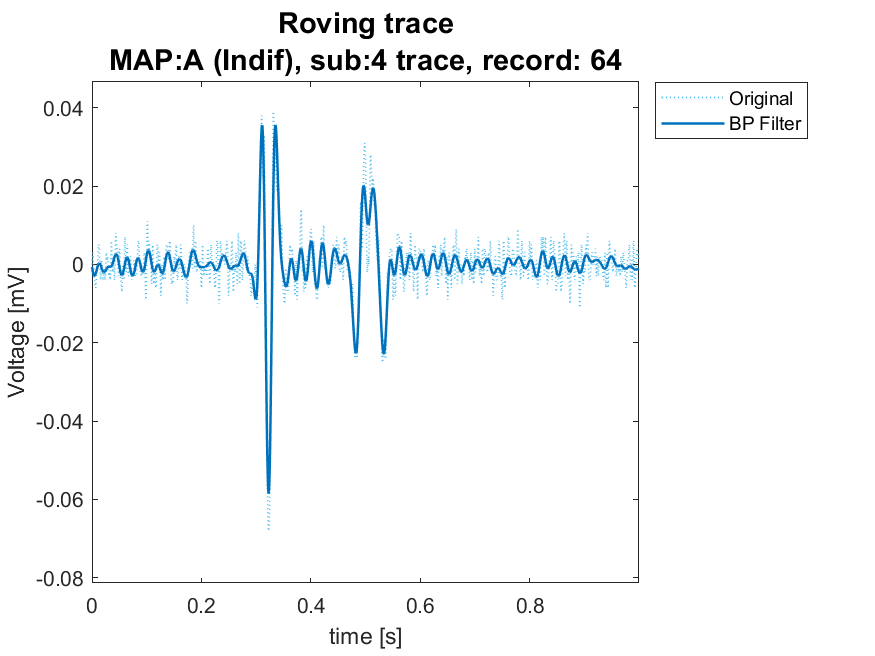 Roving trace
MAP:A (Indif), sub:4 trace, record: 64
Original
BP Filter
0.04
0.02
0
-0.02
-0.04
-0.06
-0.08
Voltage [mV]
0
0.2
0.4
0.6
0.8
time [s]